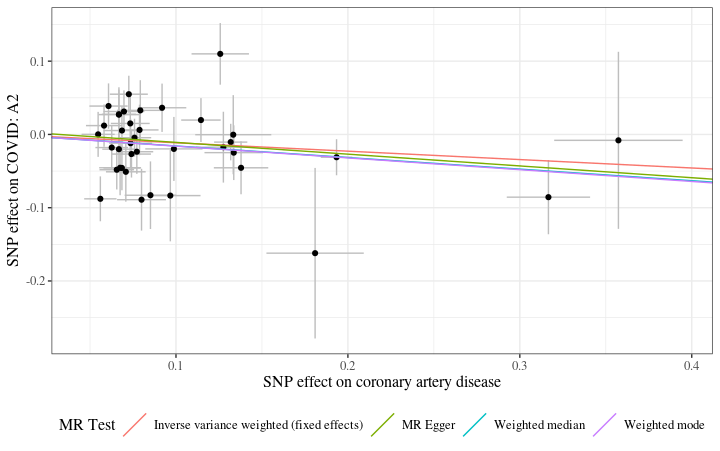 SNP effect on COVID: A2
0.1
0.0
-0.1
-0.2
0.1
0.2
0.3
0.4
SNP effect on coronary artery disease
MR Test
Inverse variance weighted (fixed effects)
MR Egger
Weighted median
Weighted mode